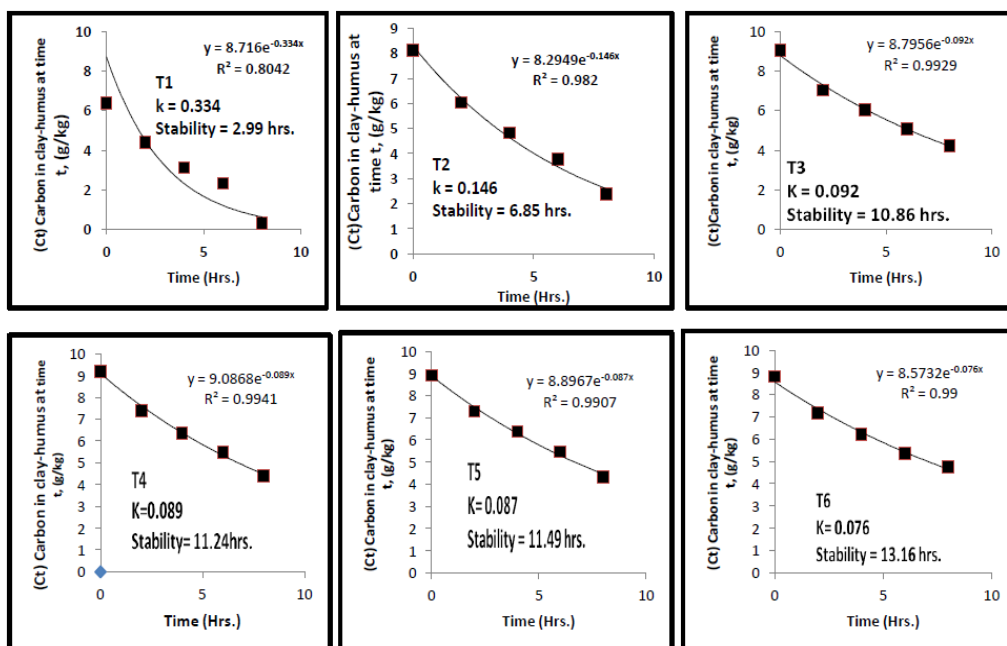 (Ct) Carbon in clay-humus at time
t, (g/kg)
10
8
6
4
2
0
y = 8.716e^-0.334x
R² = 0.8042
T1
k = 0.334
Stability = 2.99 hrs.
0
5
10
Time (Hrs.)
(Ct)Carbon in clay-humus at
time t, (g/kg)
9
8
7
6
5
4
3
2
1
0
y = 8.2949e^-0.146x
R² = 0.982
T2
k = 0.146
Stability = 6.85 hrs.
0
5
10
Time (Hrs.)
(Ct)Carbon in clay-humus at time
t, (g/kg)
10
8
6
4
2
0
y = 8.7956e^-0.092x
R² = 0.9929
T3
K = 0.092
Stability = 10.86 hrs.
0
5
10
Time (Hrs.)
(Ct) Carbon in clay-humus at time
t, (g/kg)
10
9
8
7
6
5
4
3
2
1
0
y = 9.0868e^-0.089x
R² = 0.9941
T4
K=0.089
Stability= 11.24hrs.
0
5
10
Time (Hrs.)
(Ct) Carbon in clay-humus at time
t, (g/kg)
10
9
8
7
6
5
4
3
2
1
0
y = 8.8967e^-0.087x
R² = 0.9907
T5
K=0.087
Stability= 11.49 hrs.
0
5
10
Time (Hrs.)
(Ct) Carbon in clay-humus at time
t, (g/kg)
10
9
8
7
6
5
4
3
2
1
0
y = 8.5732e^-0.076x
R² = 0.99
T6
K=0.076
Stability= 13.16 hrs.
0
5
10
Time (Hrs.)